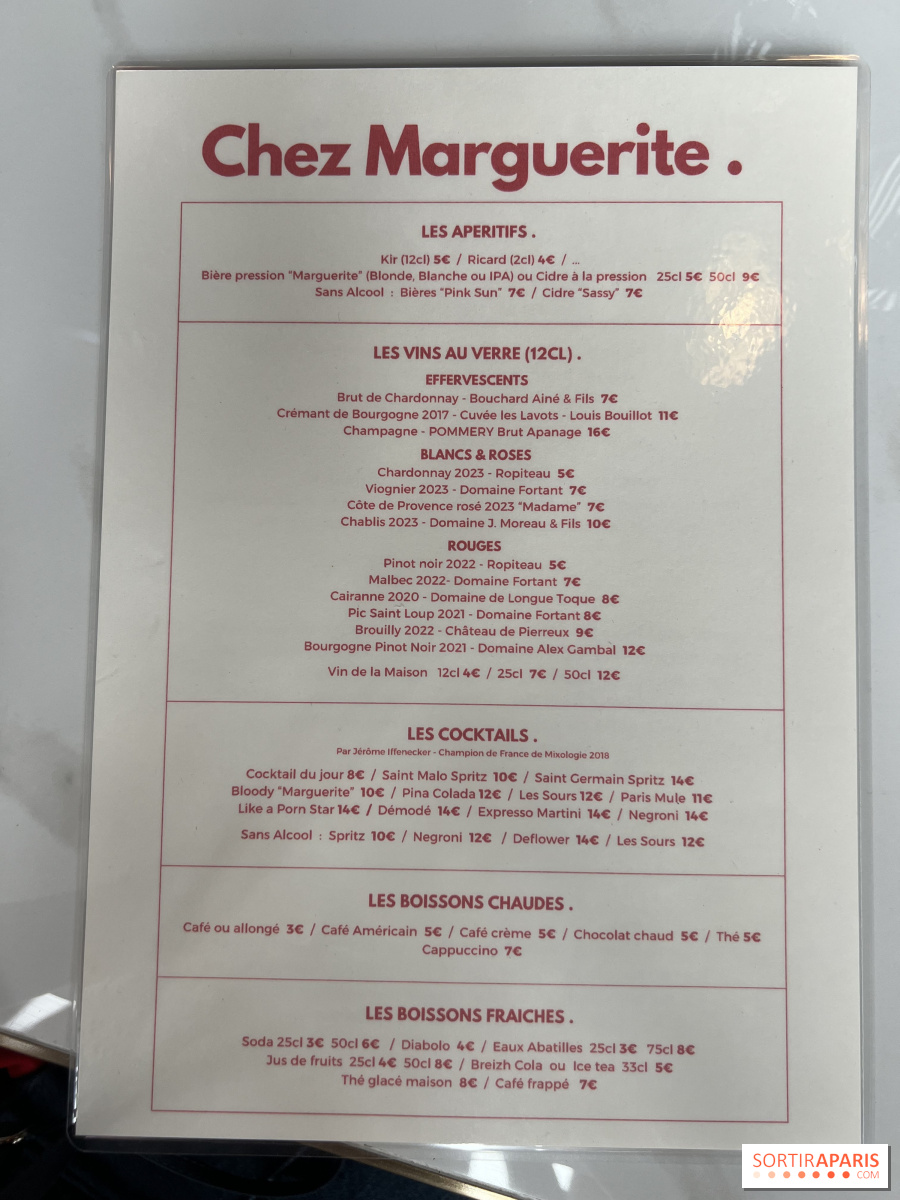 Chez Marguerite .
LES APERITIFS .
Kir (12cl) 5€ / Ricard (2cl) 4€ / ...
Bière pression "Marguerite" (Blonde, Blanche ou IPA) ou Cidre à la pression 25cl 5€ 50cl 9€
Sans Alcool : Bières "Pink Sun" 7€ / Cidre "Sassy" 7€
LES VINS AU VERRE (12CL) .
EFFERVESCENTS
Brut de Chardonnay - Bouchard Ainé & Fils 7€
Crémant de Bourgogne 2017 - Cuvée les Lavots - Louis Bouillot 11€
Champagne - POMMERY Brut Apanage 16€
BLANCS & ROSES
Chardonnay 2023 - Ropiteau 5€
Viognier 2023 - Domaine Fortant 7€
Côte de Provence rosé 2023 "Madame" 7€
Chablis 2023 - Domaine J. Moreau & Fils 10€
ROUGES
Pinot noir 2022 - Ropiteau 5€
Malbec 2022- Domaine Fortant 7€
Cairanne 2020 - Domaine de Longue Toque 8€
Pic Saint Loup 2021 - Domaine Fortant 8€
Brouilly 2022 - Château de Pierreux 9€
Bourgogne Pinot Noir 2021 - Domaine Alex Gambal 12€
Vin de la Maison 12cl 4€ / 25cl 7€ / 50cl 12€
LES COCKTAILS .
Par Jérôme Iffenecker - Champion de France de Mixologie 2018
Cocktail du jour 8€ / Saint Malo Spritz 10€ / Saint Germain Spritz 14€
Bloody "Marguerite" 10€ / Pina Colada 12€ / Les Sours 12€ / Paris Mule 11€
Like a Porn Star 14€ / Démodé 14€ / Expresso Martini 14€ / Negroni 14€
Sans Alcool : Spritz 10€ / Negroni 12€ / Deflower 14€ / Les Sours 12€
LES BOISSONS CHAUDES .
Café ou allongé 3€ / Café Américain 5€ / Café crème 5€ / Chocolat chaud 5€ / Thé 5€
Cappuccino 7€
LES BOISSONS FRAICHES .
Soda 25cl 3€ 50cl 6€ / Diabolo 4€ / Eaux Abatilles 25cl 3€ 75cl 8€
Jus de fruits 25cl 4€ 50cl 8€ / Breizh Cola ou Ice tea 33cl 5€
Thé glacé maison 8€ / Café frappé 7€
SORTIRAPARIS
.COM